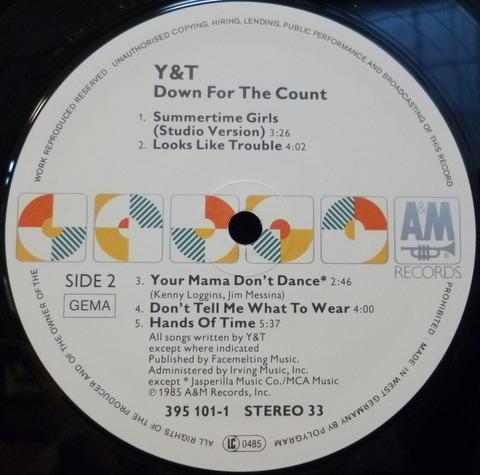 WORK REPRODUCED RESERVED - UNAUTHORISED COPYING, HIRING, LENDING, PUBLIC PERFORMANCE AND BROADCASTING OF THIS RECORD PROHIBITED - MADE IN WEST GERMANY BY POLYGRAM
ALL RIGHTS OF THE PRODUCER AND OF THE OWNER OF THE
Y&T
Down For The Count
1. Summertime Girls
(Studio Version) 3:26
2. Looks Like Trouble 4:02
A&M
RECORDS
SIDE 2
GEMA
3. Your Mama Don't Dance* 2:46
(Kenny Loggins, Jim Messina)
4. Don't Tell Me What To Wear 4:00
5. Hands Of Time 5:37
All songs written by Y&T
except where indicated
Published by Facemelting Music.
Administered by Irving Music, Inc.
except * Jasperilla Music Co./MCA Music
℗ 1985 A&M Records, Inc.
395 101-1 STEREO 33
LC 0485